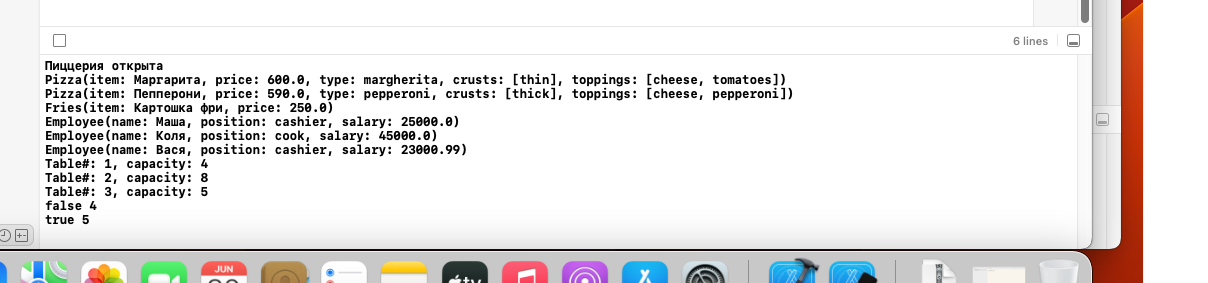 6 lines
Пиццерия открыта
Pizza(item: Маргарита, price: 600.0, type: margherita, crusts: [thin], toppings: [cheese, tomatoes])
Pizza(item: Пепперони, price: 590.0, type: pepperoni, crusts: [thick], toppings: [cheese, pepperoni])
Fries(item: Картошка фри, price: 250.0)
Employee(name: Маша, position: cashier, salary: 25000.0)
Employee(name: Коля, position: cook, salary: 45000.0)
Employee(name: Вася, position: cashier, salary: 23000.99)
Table#: 1, capacity: 4
Table#: 2, capacity: 8
Table#: 3, capacity: 5
false 4
true 5
JUN
tv